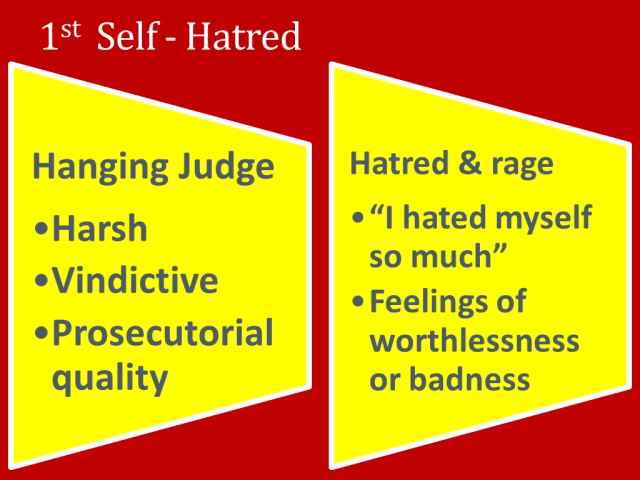 1st Self - Hatred
Hanging Judge
•Harsh
•Vindictive
•Prosecutorial
quality
Hatred & rage
•“I hated myself
so much”
•Feelings of
worthlessness
or badness